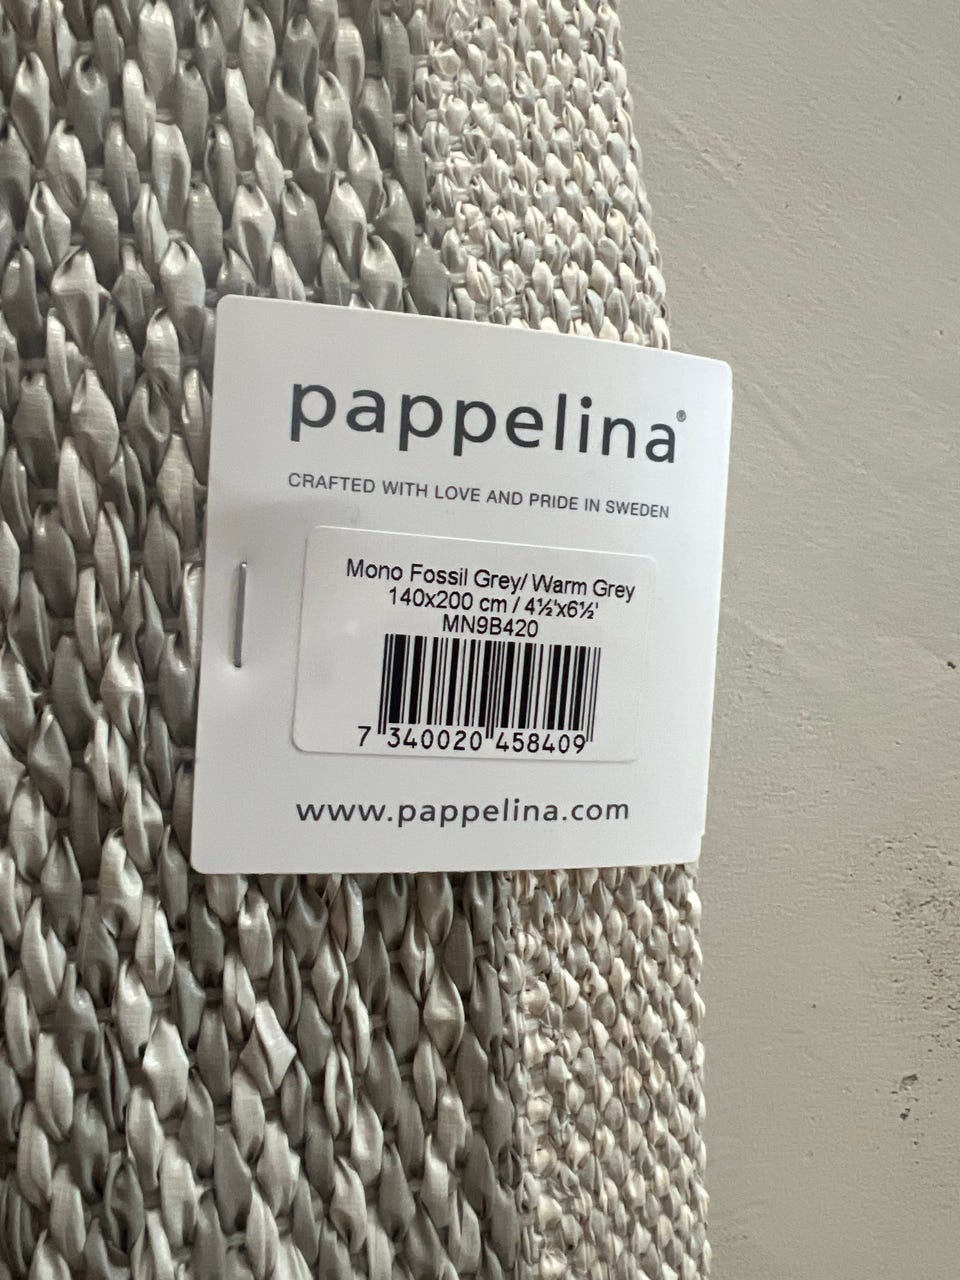 pappelina®
CRAFTED WITH LOVE AND PRIDE IN SWEDEN
Mono Fossil Grey/ Warm Grey
140x200 cm / 4½'x6½'
MN9B420
7 340020 458409
www.pappelina.com